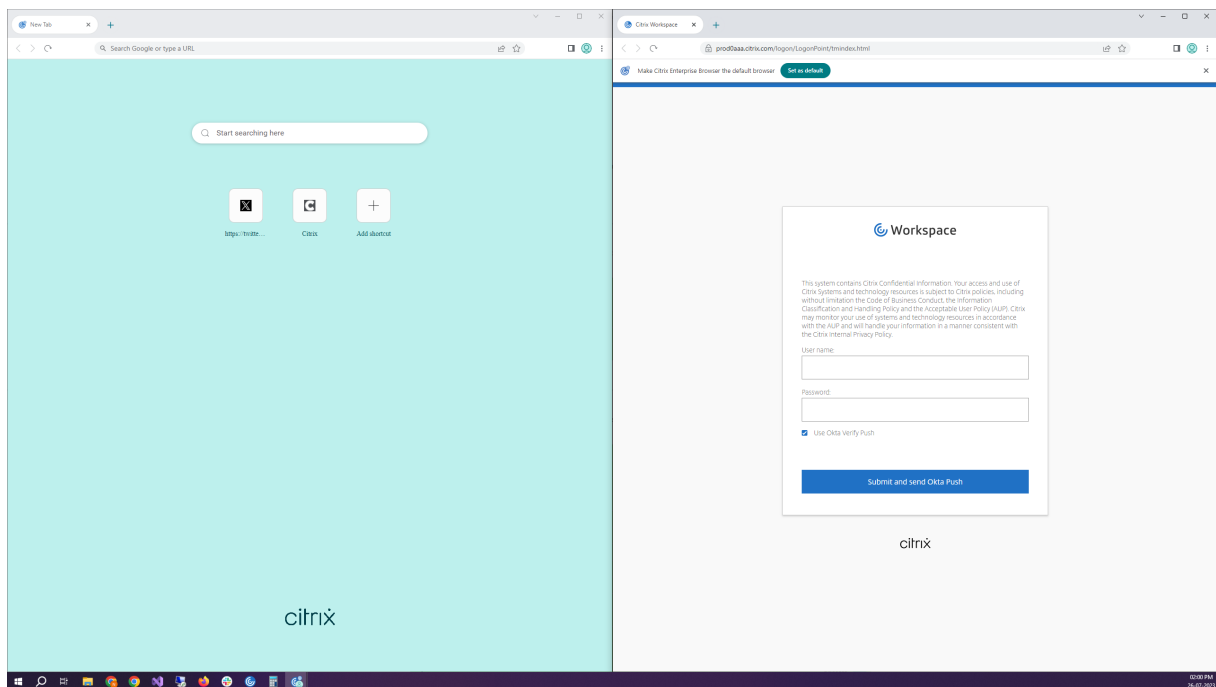 New Tab
Search Google or type a URL
Start searching here
https://twitte...
Citrix
Add shortcut
citrix
Citrix Workspace
prod0aaa.citrix.com/logon/LogonPoint/tmindex.html
Make Citrix Enterprise Browser the default browser
Set as default
Workspace
This system contains Citrix Confidential Information. Your access and use of
Citrix Systems and technology resources is subject to Citrix policies, including
without limitation the Code of Business Conduct, the Information
Classification and Handling Policy and the Acceptable User Policy (AUP); Citrix
may monitor your use of systems and technology resources in accordance
with the AUP and will handle your information in a manner consistent with
the Citrix Internal Privacy Policy.
User name:
Password:
Use Okta Verify Push
Submit and send Okta Push
citrix
02:00 PM
26-07-2023